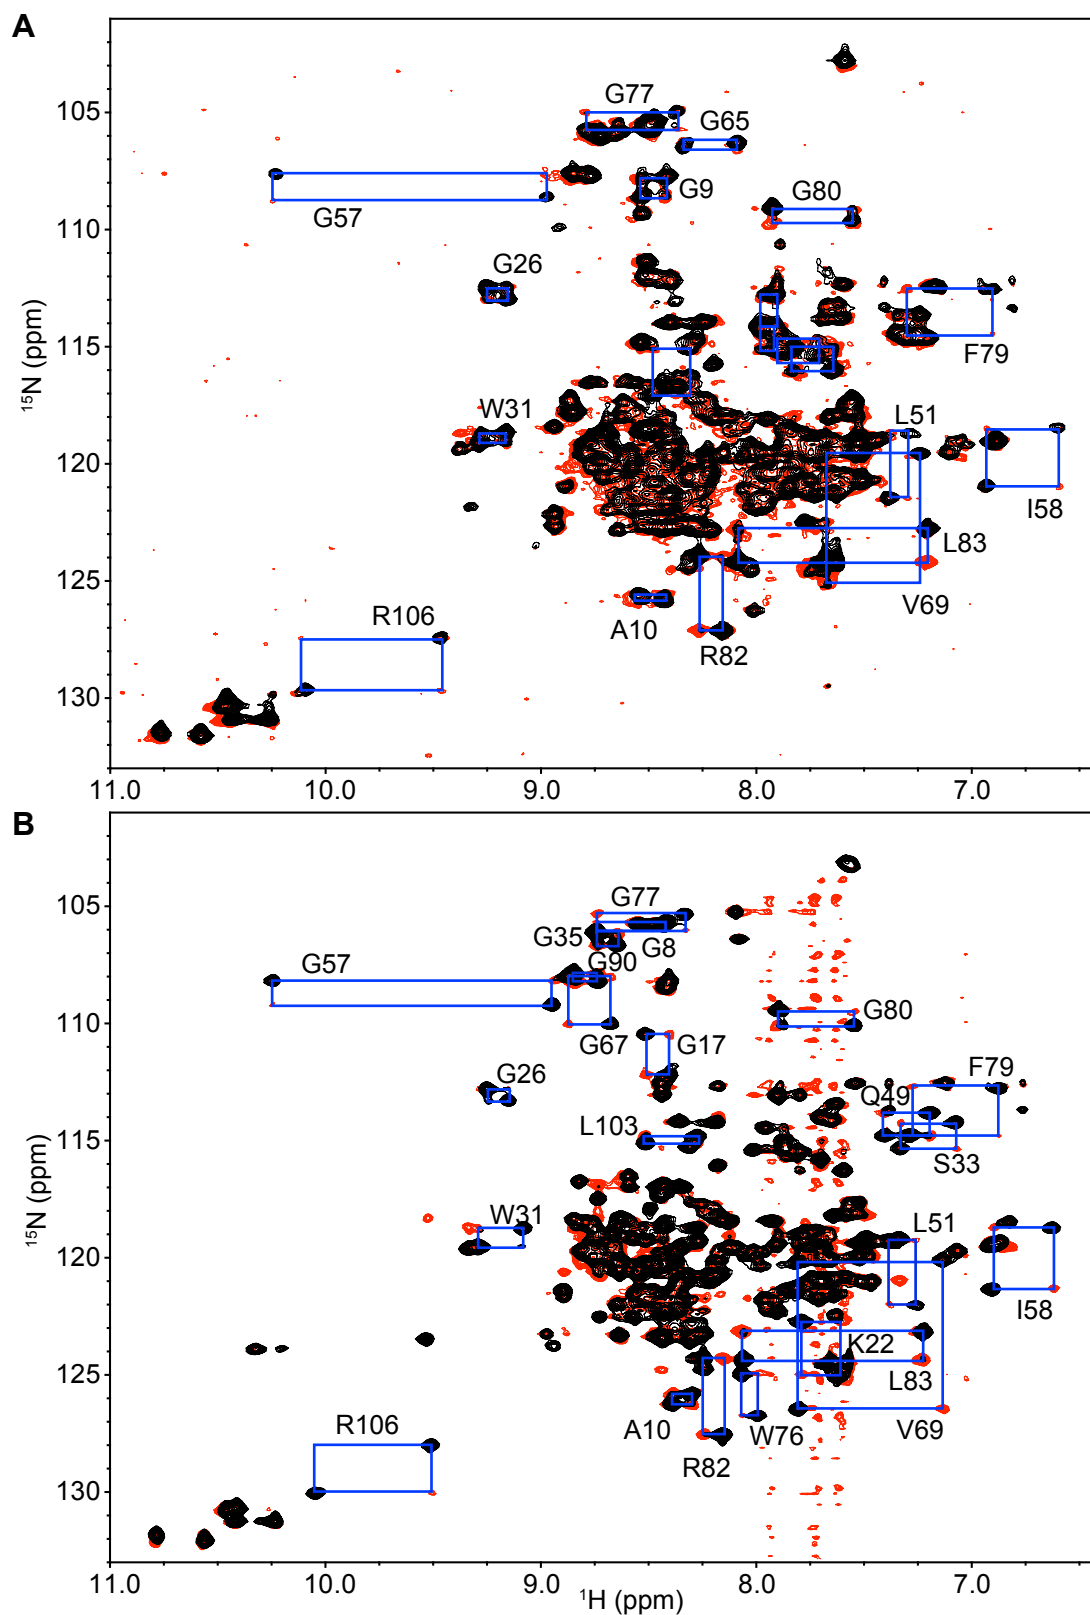 A
G77
105
G65
G9
G80
G57
110
G26
¹⁵N (ppm)
115
F79
W31
L51
120
I58
L83
125
V69
R106
A10
R82
130
11.0 10.0 9.0 8.0 7.0
B
105
G77
G35 G8
G90
G57
G80
110
G67 G17
G26
F79
Q49
¹⁵N (ppm)
L103
115
S33
W31
L51
120
I58
K22
L83
125
A10
R106
W76
V69
R82
130
11.0 10.0 9.0 8.0 7.0
¹H (ppm)